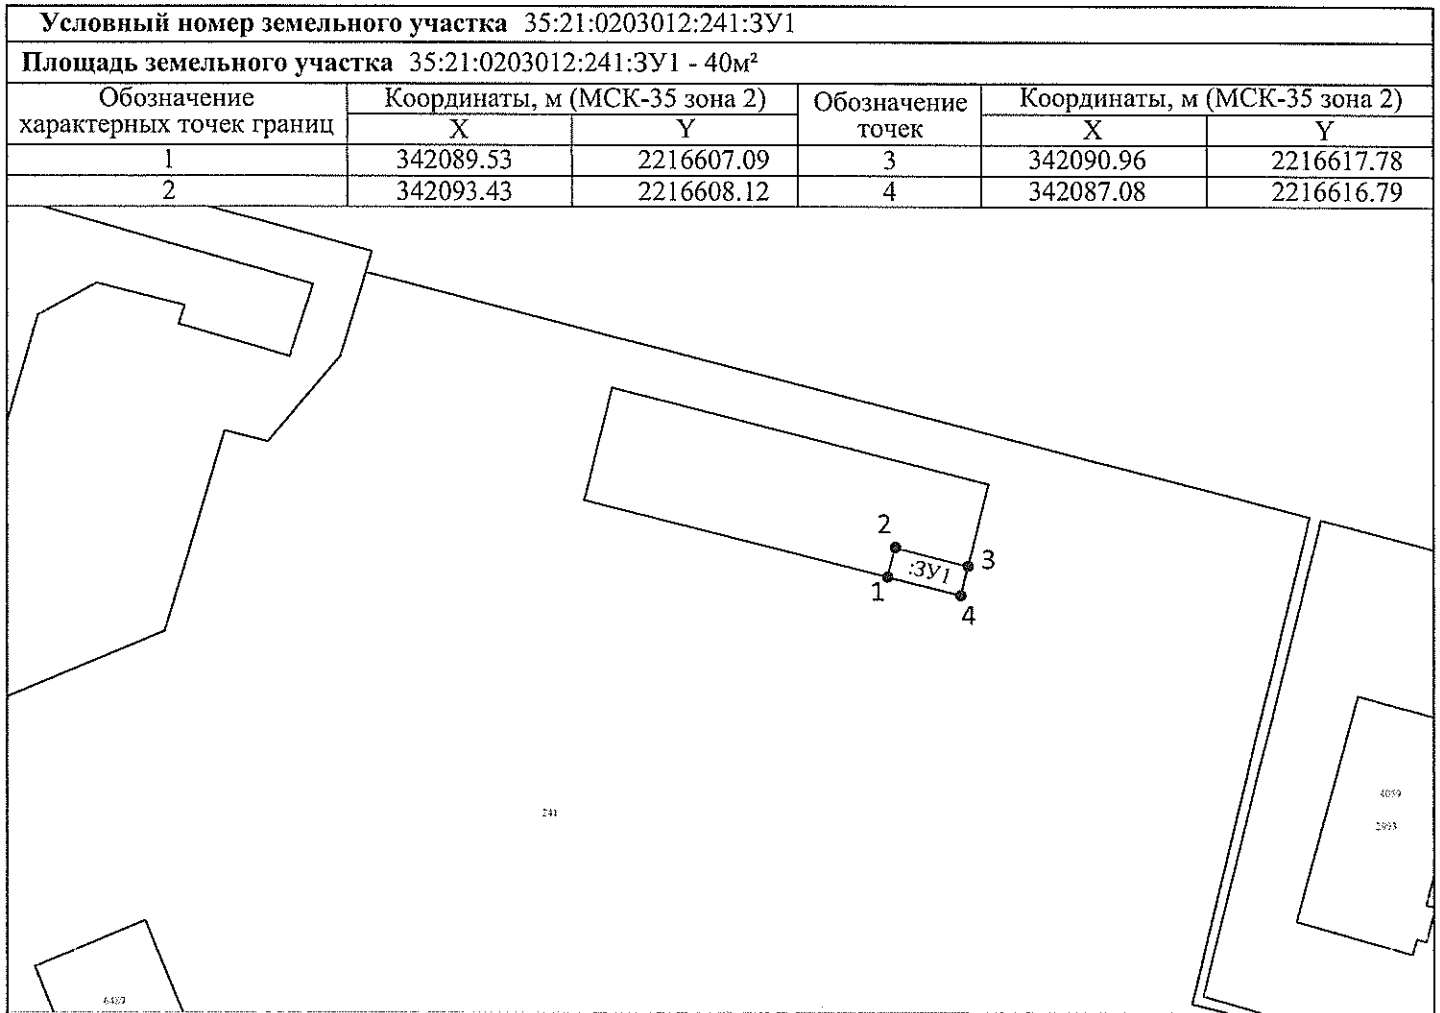 Условный номер земельного участка 35:21:0203012:241:ЗУ1
Площадь земельного участка 35:21:0203012:241:ЗУ1 - 40м²
Обозначение характерных точек границ
Координаты, м (МСК-35 зона 2)
Обозначение точек
Координаты, м (МСК-35 зона 2)
X Y X Y
1 342089.53 2216607.09 3 342090.96 2216617.78
2 342093.43 2216608.12 4 342087.08 2216616.79
2
3
:ЗУ1
1
4
4059
241
2993
6487